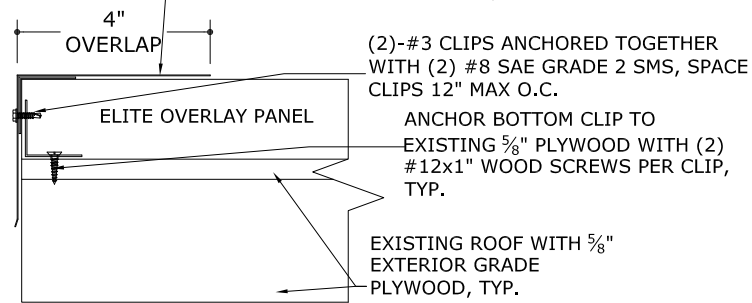 4"
OVERLAP
(2)-#3 CLIPS ANCHORED TOGETHER
WITH (2) #8 SAE GRADE 2 SMS, SPACE
CLIPS 12" MAX O.C.
ELITE OVERLAY PANEL
ANCHOR BOTTOM CLIP TO
EXISTING ⅝" PLYWOOD WITH (2)
#12x1" WOOD SCREWS PER CLIP,
TYP.
EXISTING ROOF WITH ⅝"
EXTERIOR GRADE
PLYWOOD, TYP.